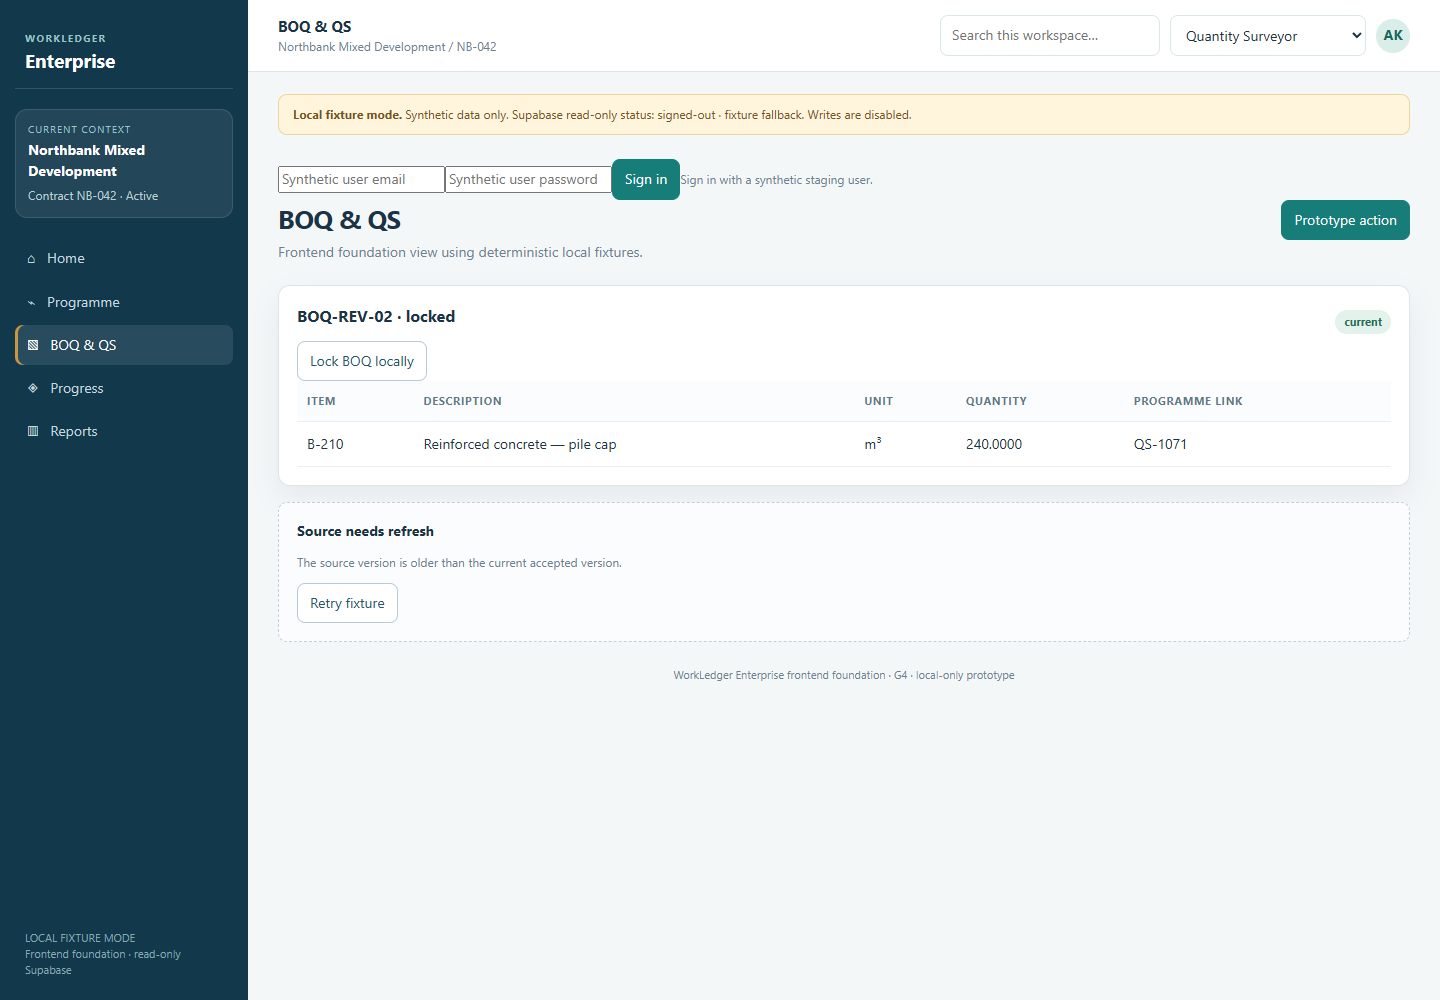 WORKLEDGER
Enterprise
CURRENT CONTEXT
Northbank Mixed
Development
Contract NB-042 · Active
Home
Programme
BOQ & QS
Progress
Reports
LOCAL FIXTURE MODE
Frontend foundation · read-only
Supabase
BOQ & QS
Northbank Mixed Development / NB-042
Search this workspace...
Quantity Surveyor
AK
Local fixture mode. Synthetic data only. Supabase read-only status: signed-out · fixture fallback. Writes are disabled.
Synthetic user email
Synthetic user password
Sign in
Sign in with a synthetic staging user.
BOQ & QS
Prototype action
Frontend foundation view using deterministic local fixtures.
BOQ-REV-02 · locked
current
Lock BOQ locally
ITEM DESCRIPTION UNIT QUANTITY PROGRAMME LINK
B-210 Reinforced concrete — pile cap m³ 240.0000 QS-1071
Source needs refresh
The source version is older than the current accepted version.
Retry fixture
WorkLedger Enterprise frontend foundation · G4 · local-only prototype